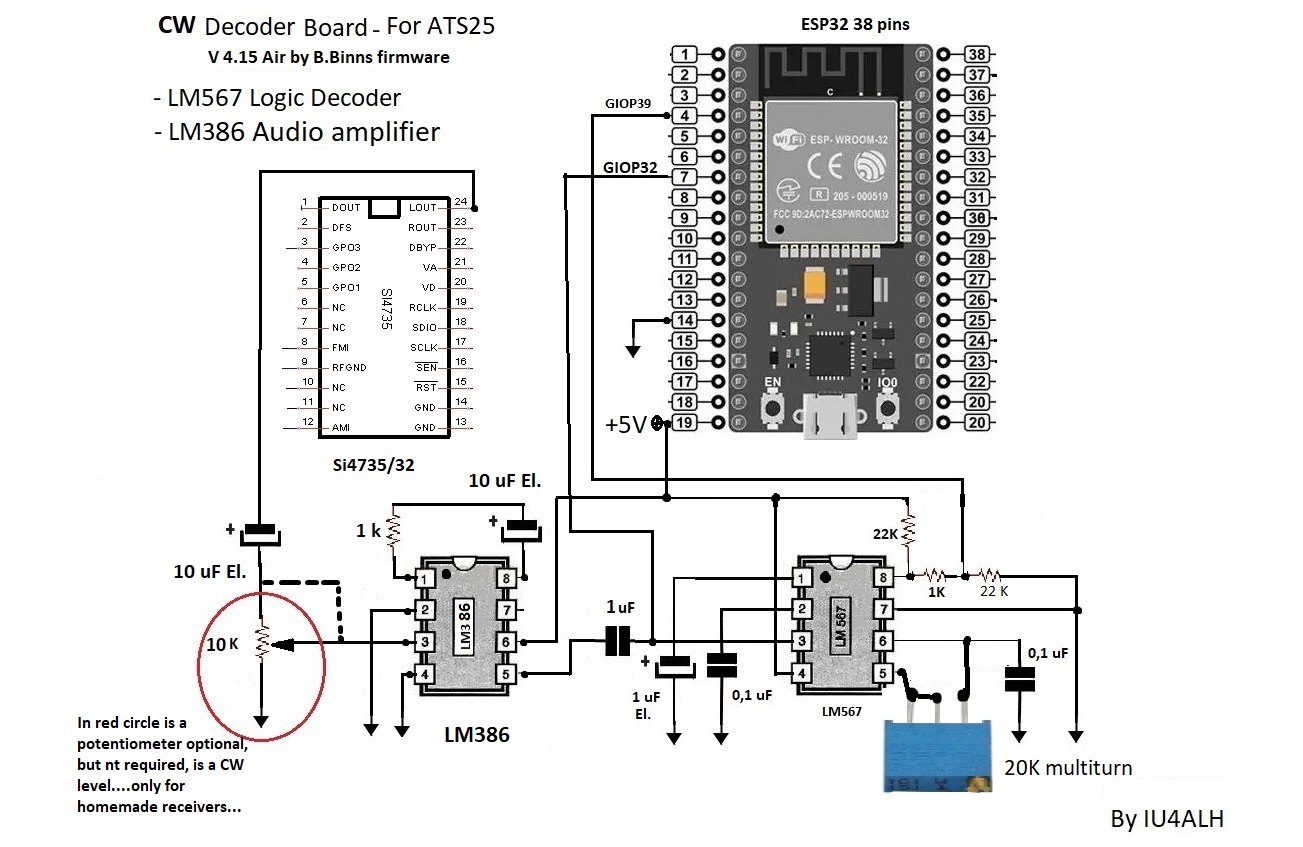 CW Decoder Board - For ATS25
V 4.15 Air by B.Binns firmware
- LM567 Logic Decoder
- LM386 Audio amplifier
ESP32 38 pins
GIOP39
GIOP32
+5V
1
2
3
4
5
6
7
8
9
10
11
12
13
14
15
16
17
18
19
38
37
36
35
34
33
32
31
30
29
28
27
26
25
24
23
22
20
20
C
WiFi ESP-WROOM-32
CE
R 205-000519
FCC 9D:2AC72-ESPWROOM32
EN
IO0
1 DOUT LOUT 24
2 DFS ROUT 23
3 GPO3 DBYP 22
4 GPO2 VA 21
5 GPO1 VD 20
6 NC RCLK 19
7 NC SDIO 18
8 FMI SCLK 17
9 RFGND SEN 16
10 NC RST 15
11 NC GND 14
12 AMI GND 13
SI4735
Si4735/32
10 uF El.
1 k
+
+
10 uF El.
10 K
1 8
2 7
3 6
4 5
LM3 86
LM386
1 uF
+
1 uF
El.
0,1 uF
22K
1K
22 K
1 8
2 7
3 6
4 5
LM 567
LM567
0,1 uF
20K multiturn
In red circle is a
potentiometer optional,
but nt required, is a CW
level....only for
homemade receivers...
By IU4ALH